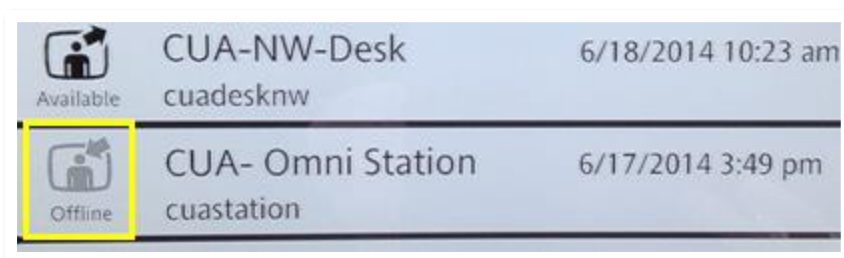 CUA-NW-Desk 6/18/2014 10:23 am
Available cuadesknw
CUA- Omni Station 6/17/2014 3:49 pm
Offline cuastation